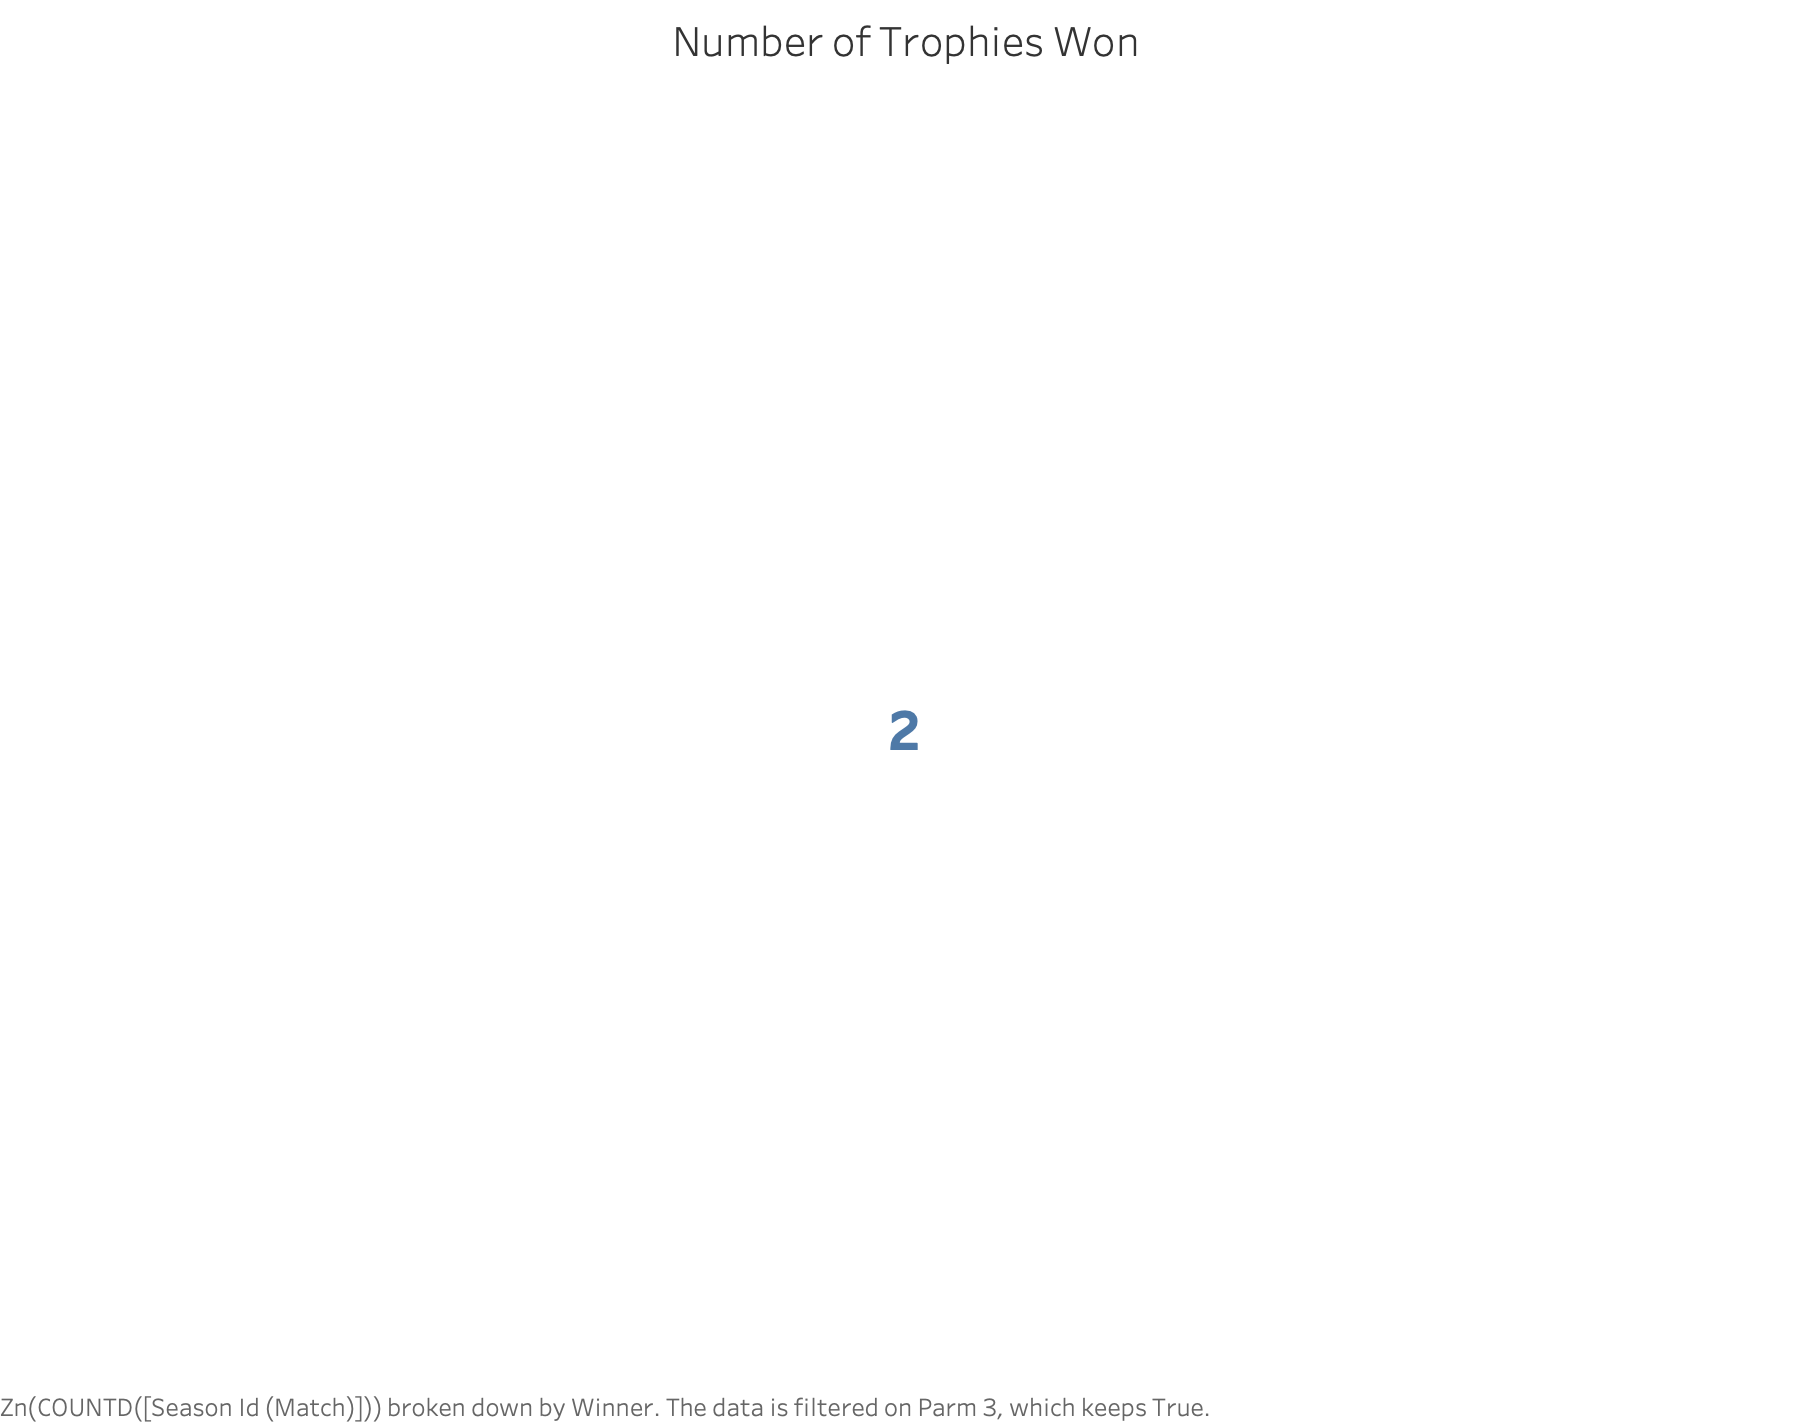 Number of Trophies Won
2
Zn(COUNTD([Season Id (Match)])) broken down by Winner. The data is filtered on Parm 3, which keeps True.